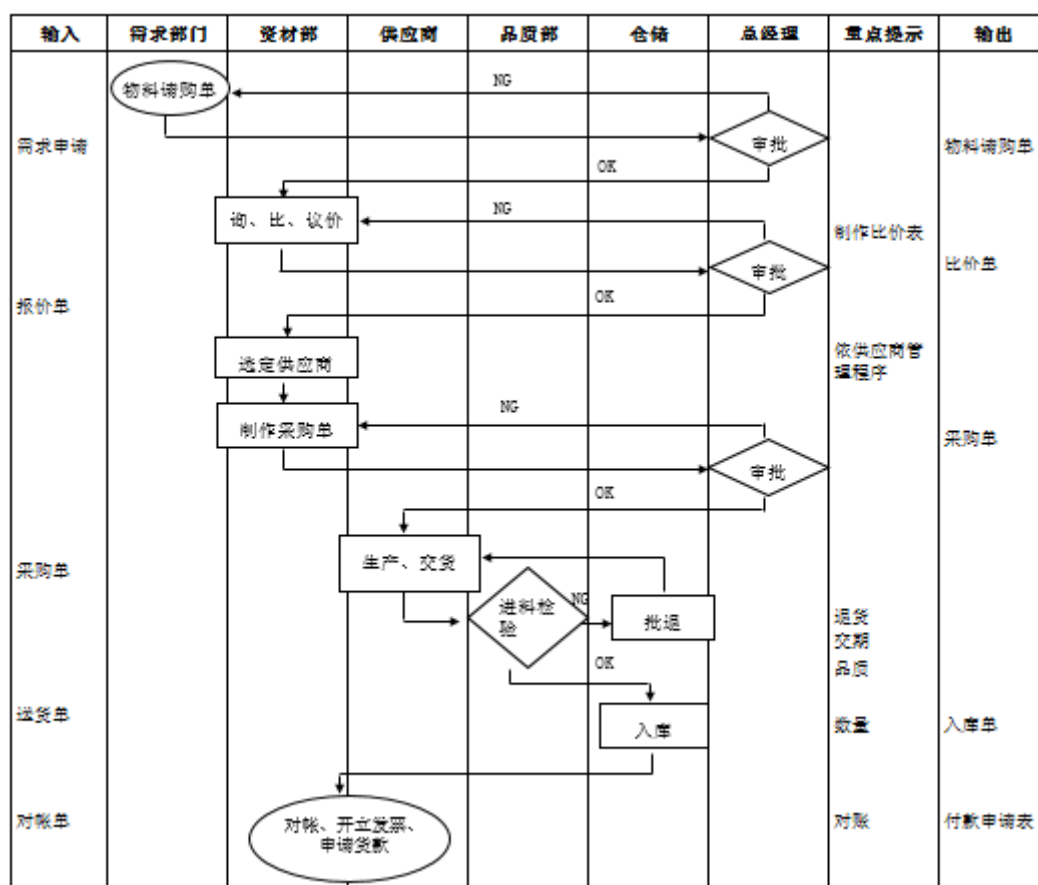 输入 需求部门 资材部 供应商 品质部 仓储 总经理 重点提示 输出
NG
物料请购单
需求申请
审批
物料请购单
OK
询、比、议价
NG
制作比价表
审批
比价单
报价单
OK
选定供应商
依供应商管
理程序
NG
制作采购单
采购单
审批
OK
采购单
生产、交货
进料检
验
NG
批退
退货
交期
品质
OK
送货单
入库
数量
入库单
对帐单
对帐、开立发票、
申请货款
对账
付款申请表